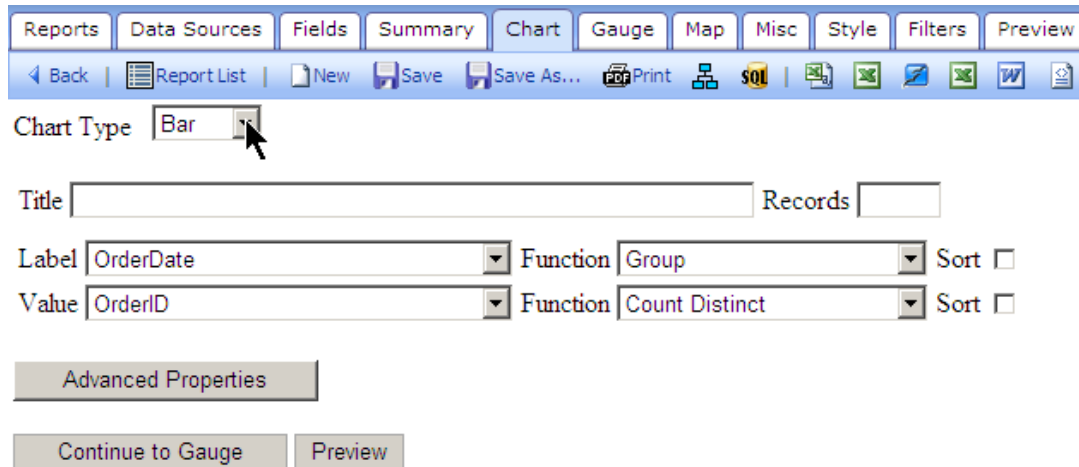 Reports Data Sources Fields Summary Chart Gauge Map Misc Style Filters Preview
Back | Report List | New Save Save As... PDF Print SQL |
Chart Type Bar
Title Records
Label OrderDate Function Group Sort
Value OrderID Function Count Distinct Sort
Advanced Properties
Continue to Gauge Preview